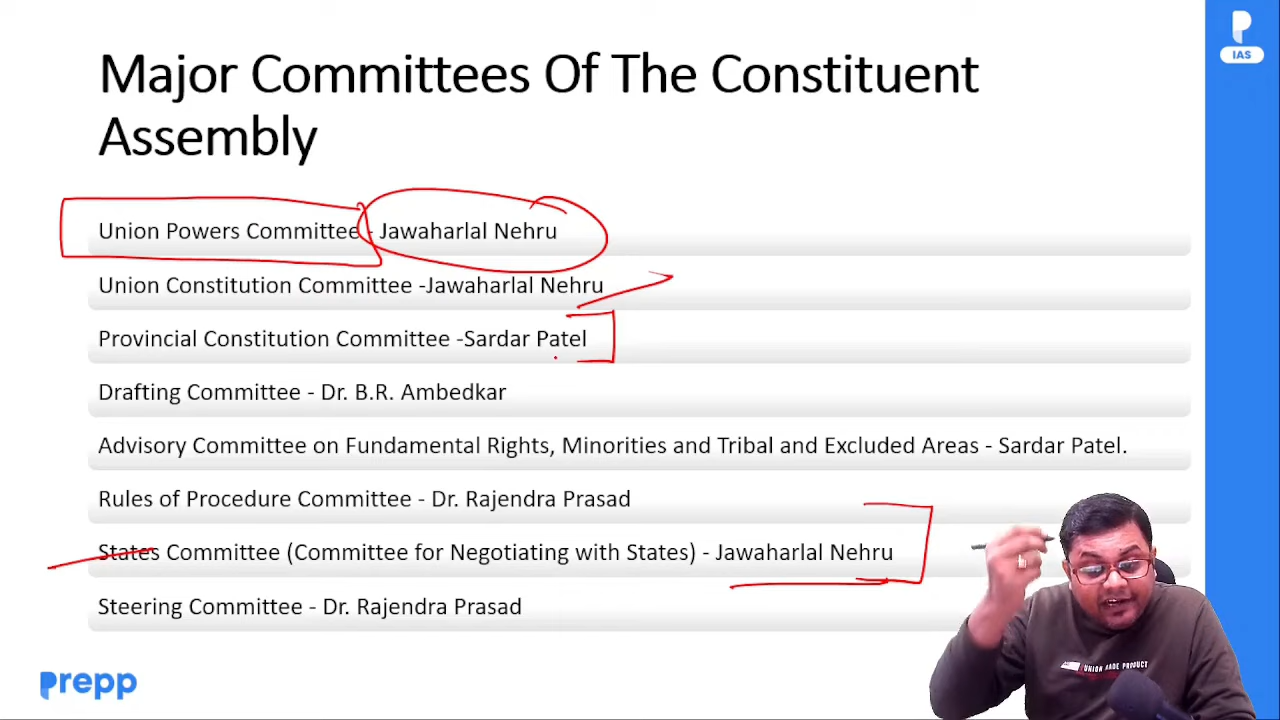 IAS
Major Committees Of The Constituent
Assembly
Union Powers Committee - Jawaharlal Nehru
Union Constitution Committee -Jawaharlal Nehru
Provincial Constitution Committee -Sardar Patel
Drafting Committee - Dr. B.R. Ambedkar
Advisory Committee on Fundamental Rights, Minorities and Tribal and Excluded Areas - Sardar Patel.
Rules of Procedure Committee - Dr. Rajendra Prasad
States Committee (Committee for Negotiating with States) - Jawaharlal Nehru
Steering Committee - Dr. Rajendra Prasad
UNION MADE PRODUCT
prepp